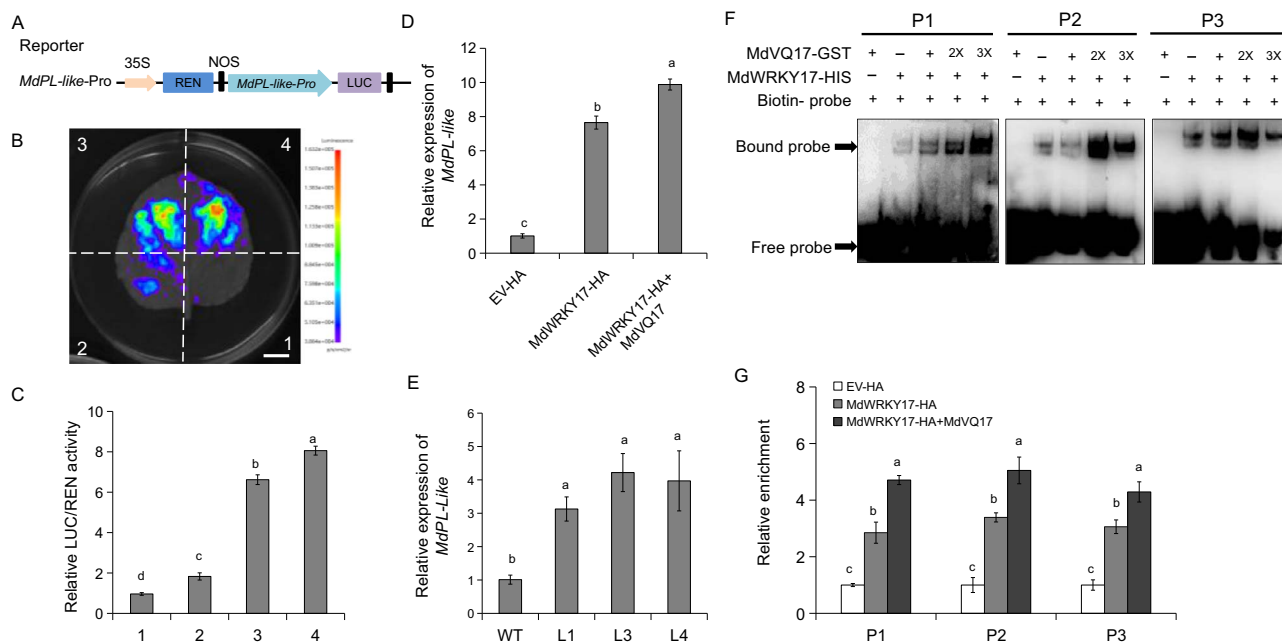 A
Reporter
MdPL-like-Pro
35S
REN
NOS
MdPL-like-Pro
LUC
B
3
4
2
1
Luminescence
C
Relative LUC/REN activity
10
8
6
4
2
0
d
c
b
a
1
2
3
4
D
Relative expression of
MdPL-like
12
10
8
6
4
2
0
c
b
a
EV-HA
MdWRKY17-HA
MdWRKY17-HA+
MdVQ17
E
Relative expression of
MdPL-Like
6
5
4
3
2
1
0
b
a
a
a
WT
L1
L3
L4
F
P1
P2
P3
MdVQ17-GST + − + 2X 3X + − + 2X 3X + − + 2X 3X
MdWRKY17-HIS − + + + + − + + + + − + + + +
Biotin- probe + + + + + + + + + + + + + + +
Bound probe
Free probe
G
Relative enrichment
8
6
4
2
0
EV-HA
MdWRKY17-HA
MdWRKY17-HA+MdVQ17
c
b
a
c
b
a
c
b
a
P1
P2
P3